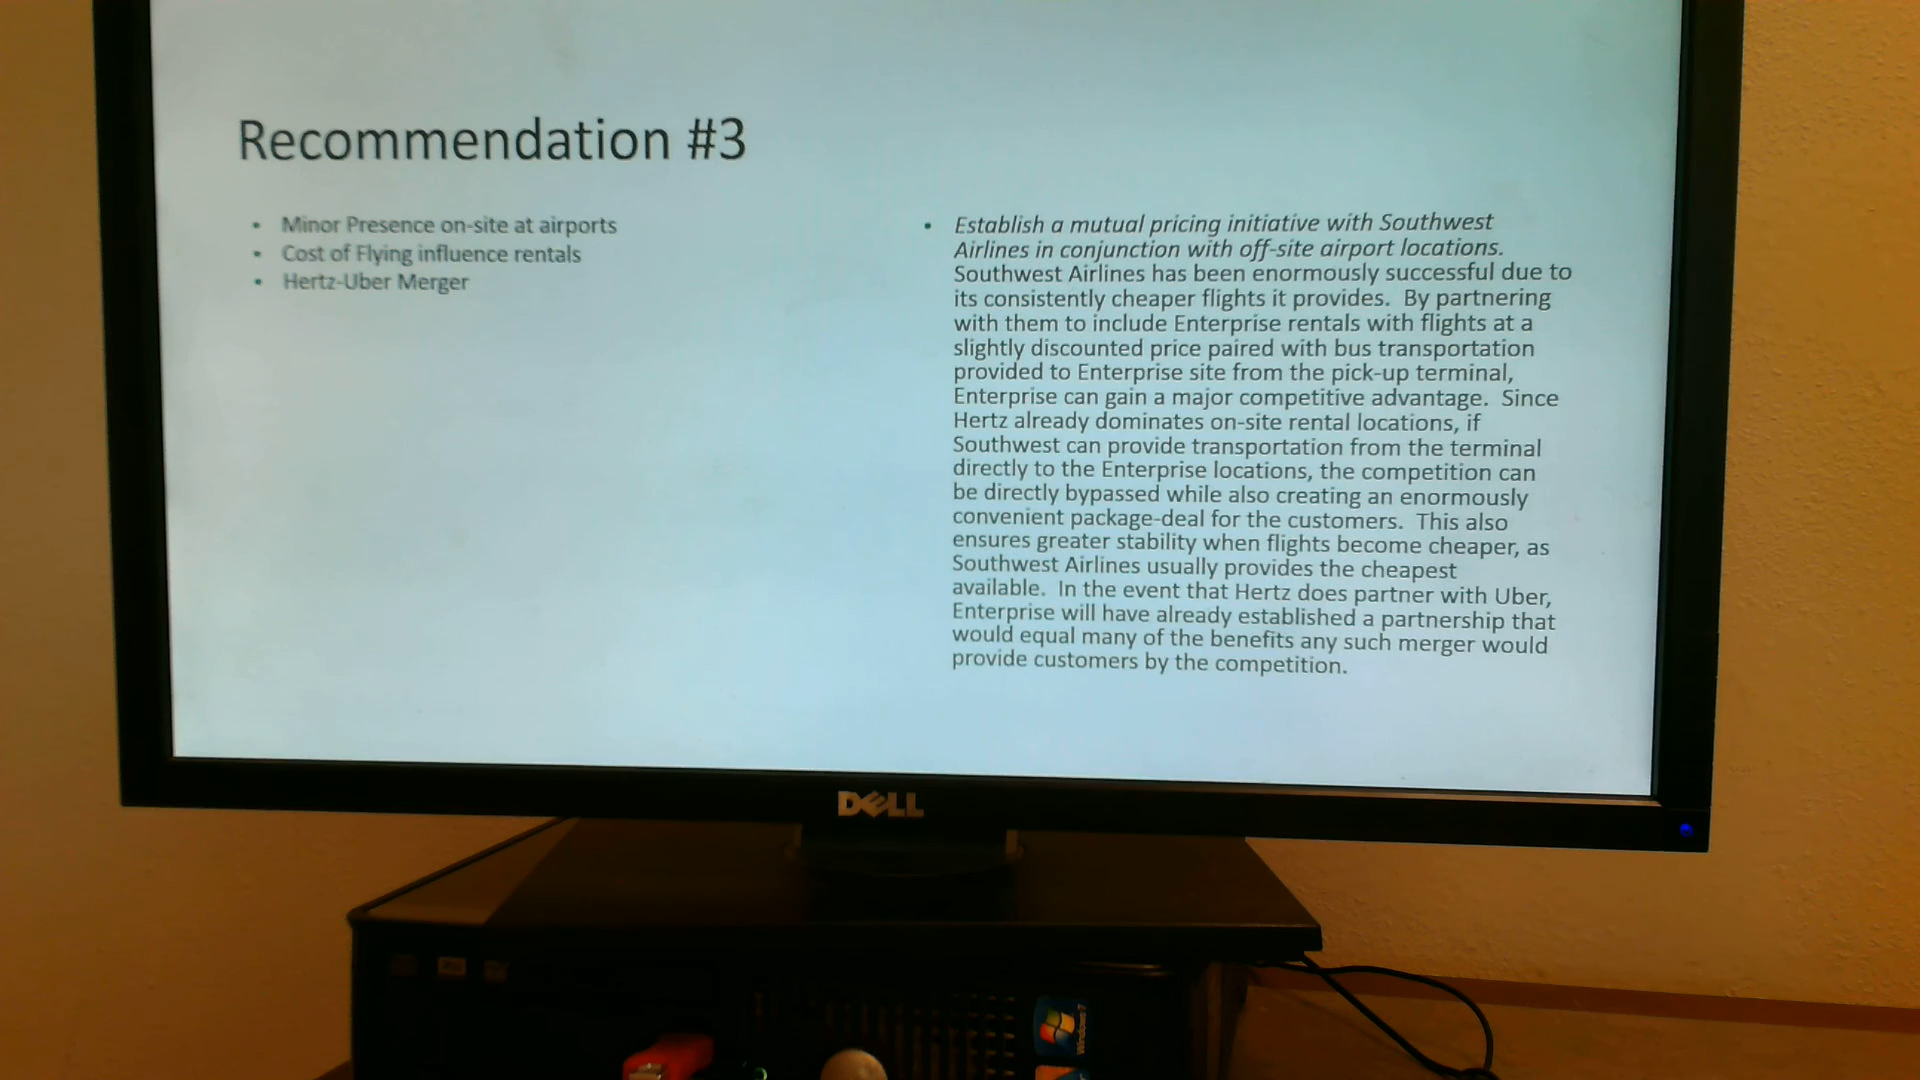 Recommendation #3
• Minor Presence on-site at airports
• Cost of Flying influence rentals
• Hertz-Uber Merger
• Establish a mutual pricing initiative with Southwest
Airlines in conjunction with off-site airport locations.
Southwest Airlines has been enormously successful due to
its consistently cheaper flights it provides.  By partnering
with them to include Enterprise rentals with flights at a
slightly discounted price paired with bus transportation
provided to Enterprise site from the pick-up terminal,
Enterprise can gain a major competitive advantage.  Since
Hertz already dominates on-site rental locations, if
Southwest can provide transportation from the terminal
directly to the Enterprise locations, the competition can
be directly bypassed while also creating an enormously
convenient package-deal for the customers.  This also
ensures greater stability when flights become cheaper, as
Southwest Airlines usually provides the cheapest
available.  In the event that Hertz does partner with Uber,
Enterprise will have already established a partnership that
would equal many of the benefits any such merger would
provide customers by the competition.
DELL
Windows 7